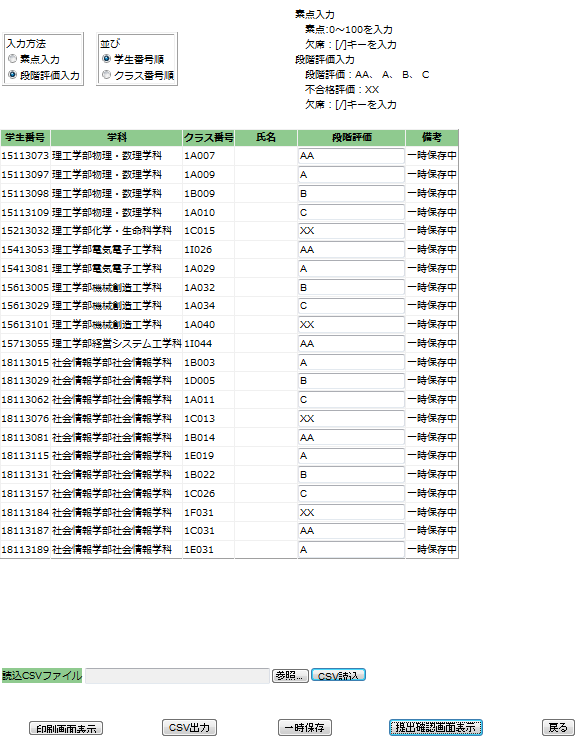 素点入力
素点:0～100を入力
欠席：[/]キーを入力
段階評価入力
段階評価：AA、 A、 B、 C
不合格評価：XX
欠席：[/]キーを入力
入力方法
素点入力
段階評価入力
並び
学生番号順
クラス番号順
学生番号 学科 クラス番号 氏名 段階評価 備考
15113073 理工学部物理・数理学科 1A007 AA 一時保存中
15113097 理工学部物理・数理学科 1A009 A 一時保存中
15113098 理工学部物理・数理学科 1B009 B 一時保存中
15113109 理工学部物理・数理学科 1A010 C 一時保存中
15213032 理工学部化学・生命科学科 1C015 XX 一時保存中
15413053 理工学部電気電子工学科 1I026 AA 一時保存中
15413081 理工学部電気電子工学科 1A029 A 一時保存中
15613005 理工学部機械創造工学科 1A032 B 一時保存中
15613029 理工学部機械創造工学科 1A034 C 一時保存中
15613101 理工学部機械創造工学科 1A040 XX 一時保存中
15713055 理工学部経営システム工学科 1I044 AA 一時保存中
18113015 社会情報学部社会情報学科 1B003 A 一時保存中
18113029 社会情報学部社会情報学科 1D005 B 一時保存中
18113062 社会情報学部社会情報学科 1A011 C 一時保存中
18113076 社会情報学部社会情報学科 1C013 XX 一時保存中
18113081 社会情報学部社会情報学科 1B014 AA 一時保存中
18113115 社会情報学部社会情報学科 1E019 A 一時保存中
18113131 社会情報学部社会情報学科 1B022 B 一時保存中
18113157 社会情報学部社会情報学科 1C026 C 一時保存中
18113184 社会情報学部社会情報学科 1F031 XX 一時保存中
18113187 社会情報学部社会情報学科 1C031 AA 一時保存中
18113189 社会情報学部社会情報学科 1E031 A 一時保存中
読込CSVファイル 参照... CSV読込
印刷画面表示 CSV出力 一時保存 提出確認画面表示 戻る